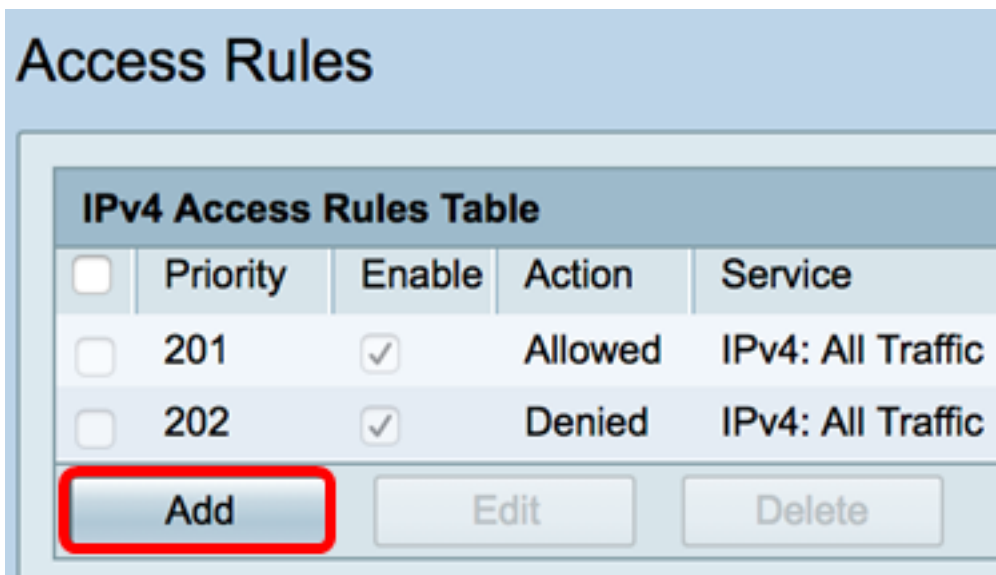 Access Rules
IPv4 Access Rules Table
Priority Enable Action Service
201 Allowed IPv4: All Traffic
202 Denied IPv4: All Traffic
Add Edit Delete